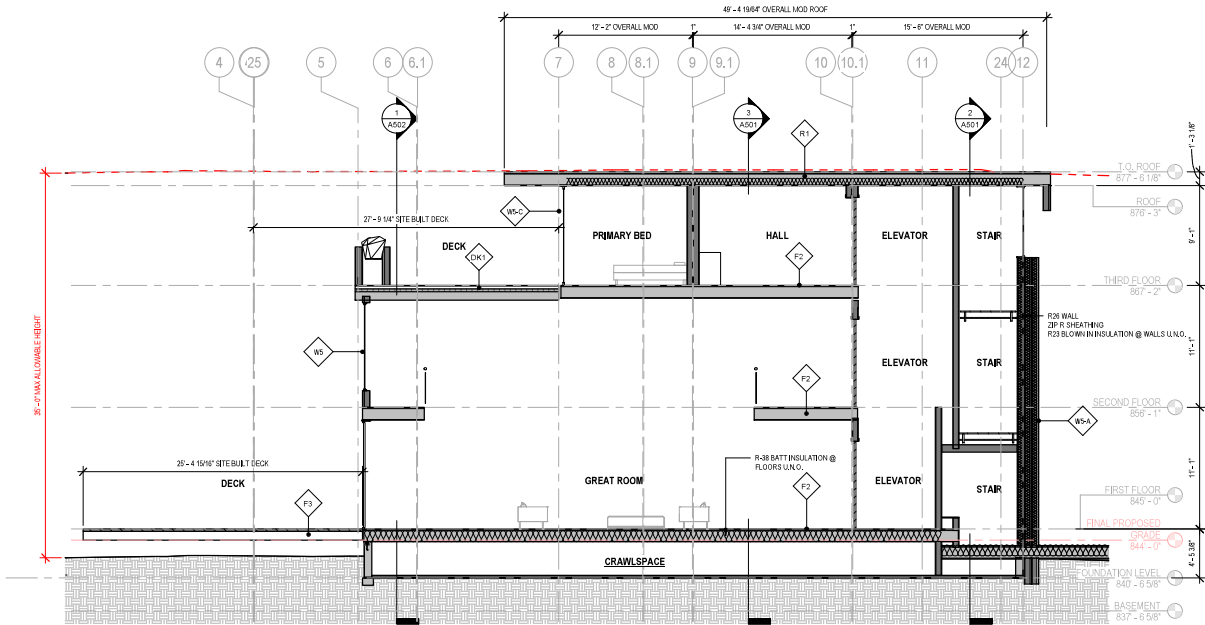 49' - 4 19/64" OVERALL MOD ROOF
12' - 2" OVERALL MOD
1"
14' - 4 3/4" OVERALL MOD
1"
15' - 6" OVERALL MOD
4
25
5
6
6.1
7
8
8.1
9
9.1
10
10.1
11
24
12
1
A502
3
A501
2
A501
R1
1' - 3 1/8"
T.O. ROOF
877' - 6 1/8"
ROOF
876' - 3"
W5-C
27' - 9 1/4" SITE BUILT DECK
DECK
PRIMARY BED
HALL
ELEVATOR
STAIR
9' - 1"
DK1
F2
THIRD FLOOR
867' - 2"
R26 WALL
ZIP R SHEATHING
R23 BLOWN IN INSULATION @ WALLS U.N.O.
35' - 0" MAX ALLOWABLE HEIGHT
W5
ELEVATOR
STAIR
11' - 1"
F2
SECOND FLOOR
856' - 1"
W5-A
25' - 4 15/16" SITE BUILT DECK
DECK
R-38 BATT INSULATION @
FLOORS U.N.O.
GREAT ROOM
ELEVATOR
STAIR
11' - 1"
F3
F2
FIRST FLOOR
845' - 0"
FINAL PROPOSED
GRADE
844' - 0"
CRAWLSPACE
4' - 5 3/8"
FOUNDATION LEVEL
840' - 6 5/8"
BASEMENT
837' - 6 5/8"